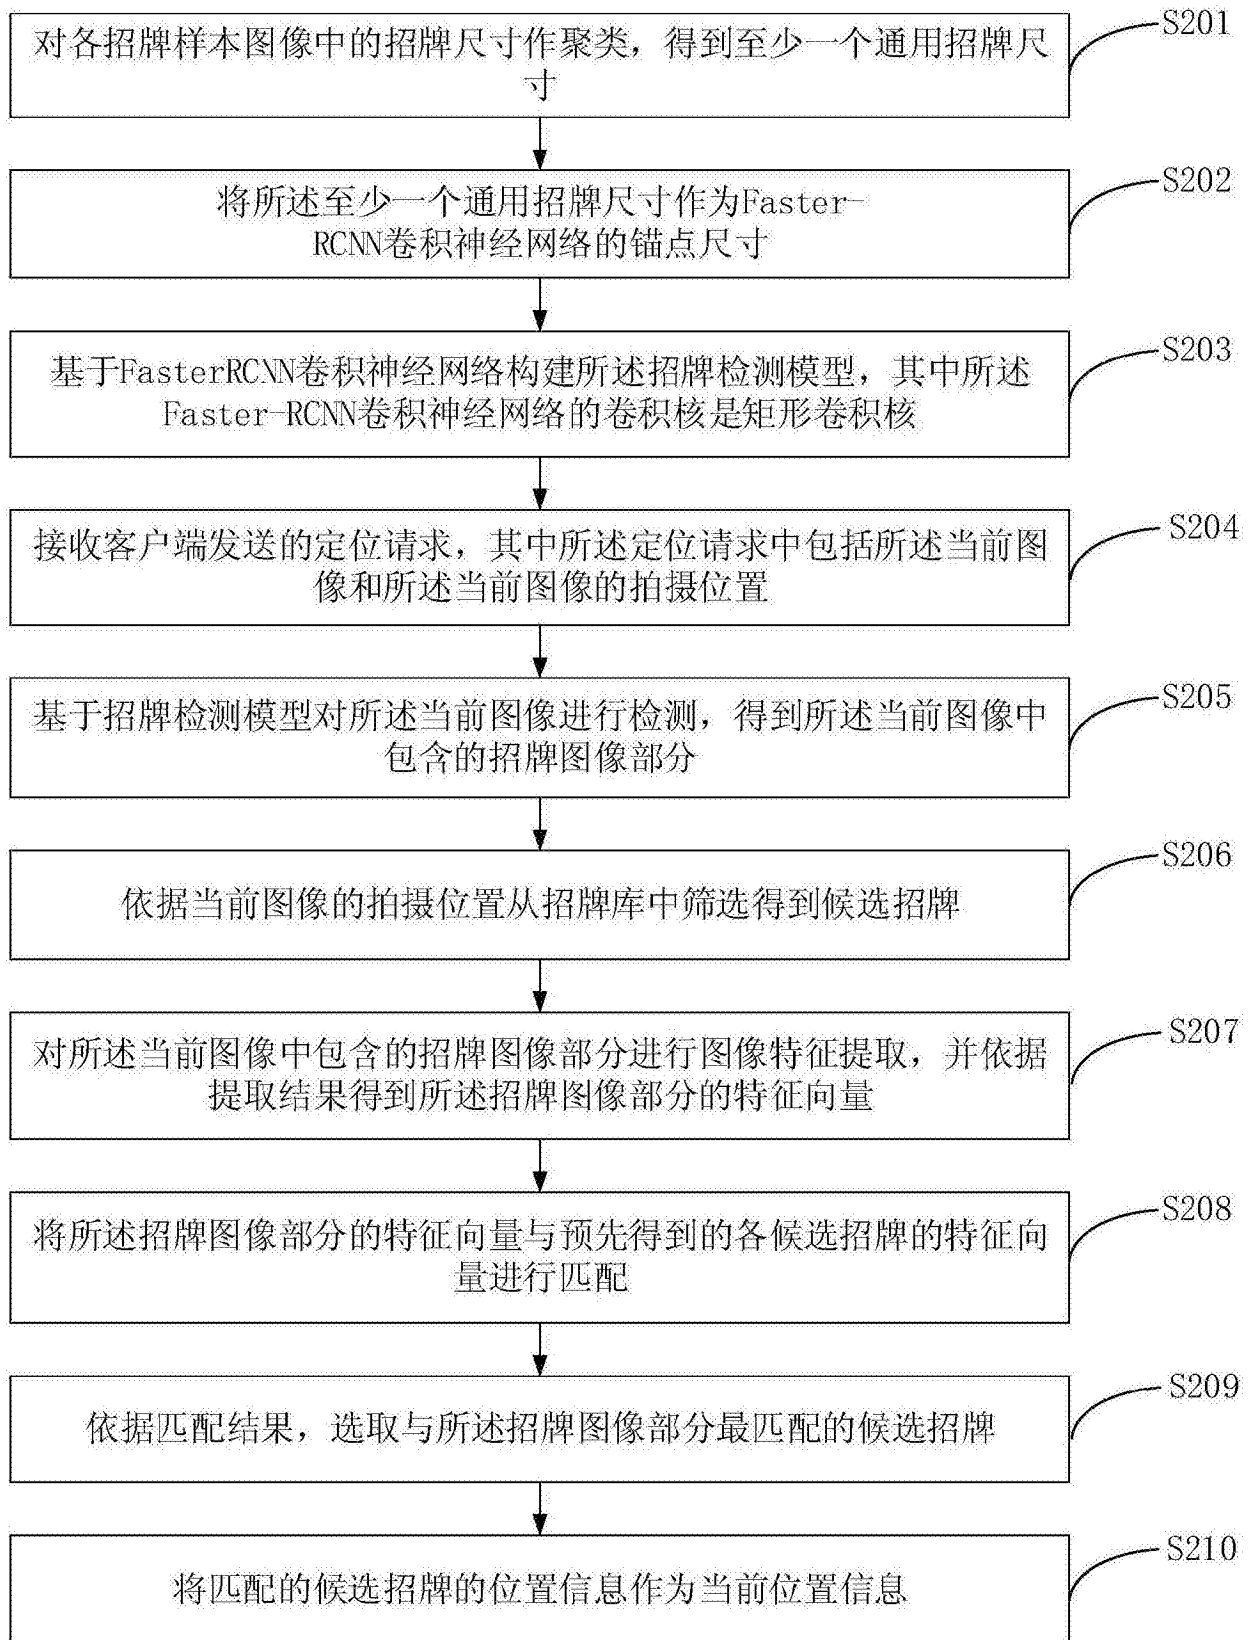 对各招牌样本图像中的招牌尺寸作聚类，得到至少一个通用招牌尺
寸
S201
将所述至少一个通用招牌尺寸作为Faster-
RCNN卷积神经网络的锚点尺寸
S202
基于FasterRCNN卷积神经网络构建所述招牌检测模型，其中所述
Faster-RCNN卷积神经网络的卷积核是矩形卷积核
S203
接收客户端发送的定位请求，其中所述定位请求中包括所述当前图
像和所述当前图像的拍摄位置
S204
基于招牌检测模型对所述当前图像进行检测，得到所述当前图像中
包含的招牌图像部分
S205
依据当前图像的拍摄位置从招牌库中筛选得到候选招牌
S206
对所述当前图像中包含的招牌图像部分进行图像特征提取，并依据
提取结果得到所述招牌图像部分的特征向量
S207
将所述招牌图像部分的特征向量与预先得到的各候选招牌的特征向
量进行匹配
S208
依据匹配结果，选取与所述招牌图像部分最匹配的候选招牌
S209
将匹配的候选招牌的位置信息作为当前位置信息
S210